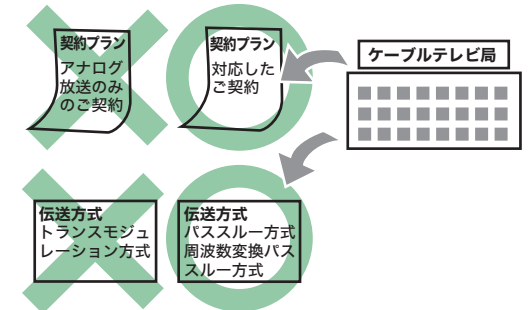 契約プラン
アナログ
放送のみ
のご契約
契約プラン
対応した
ご契約
ケーブルテレビ局
伝送方式
トランスモジュ
レーション方式
伝送方式
パススルー方式
周波数変換パス
スルー方式